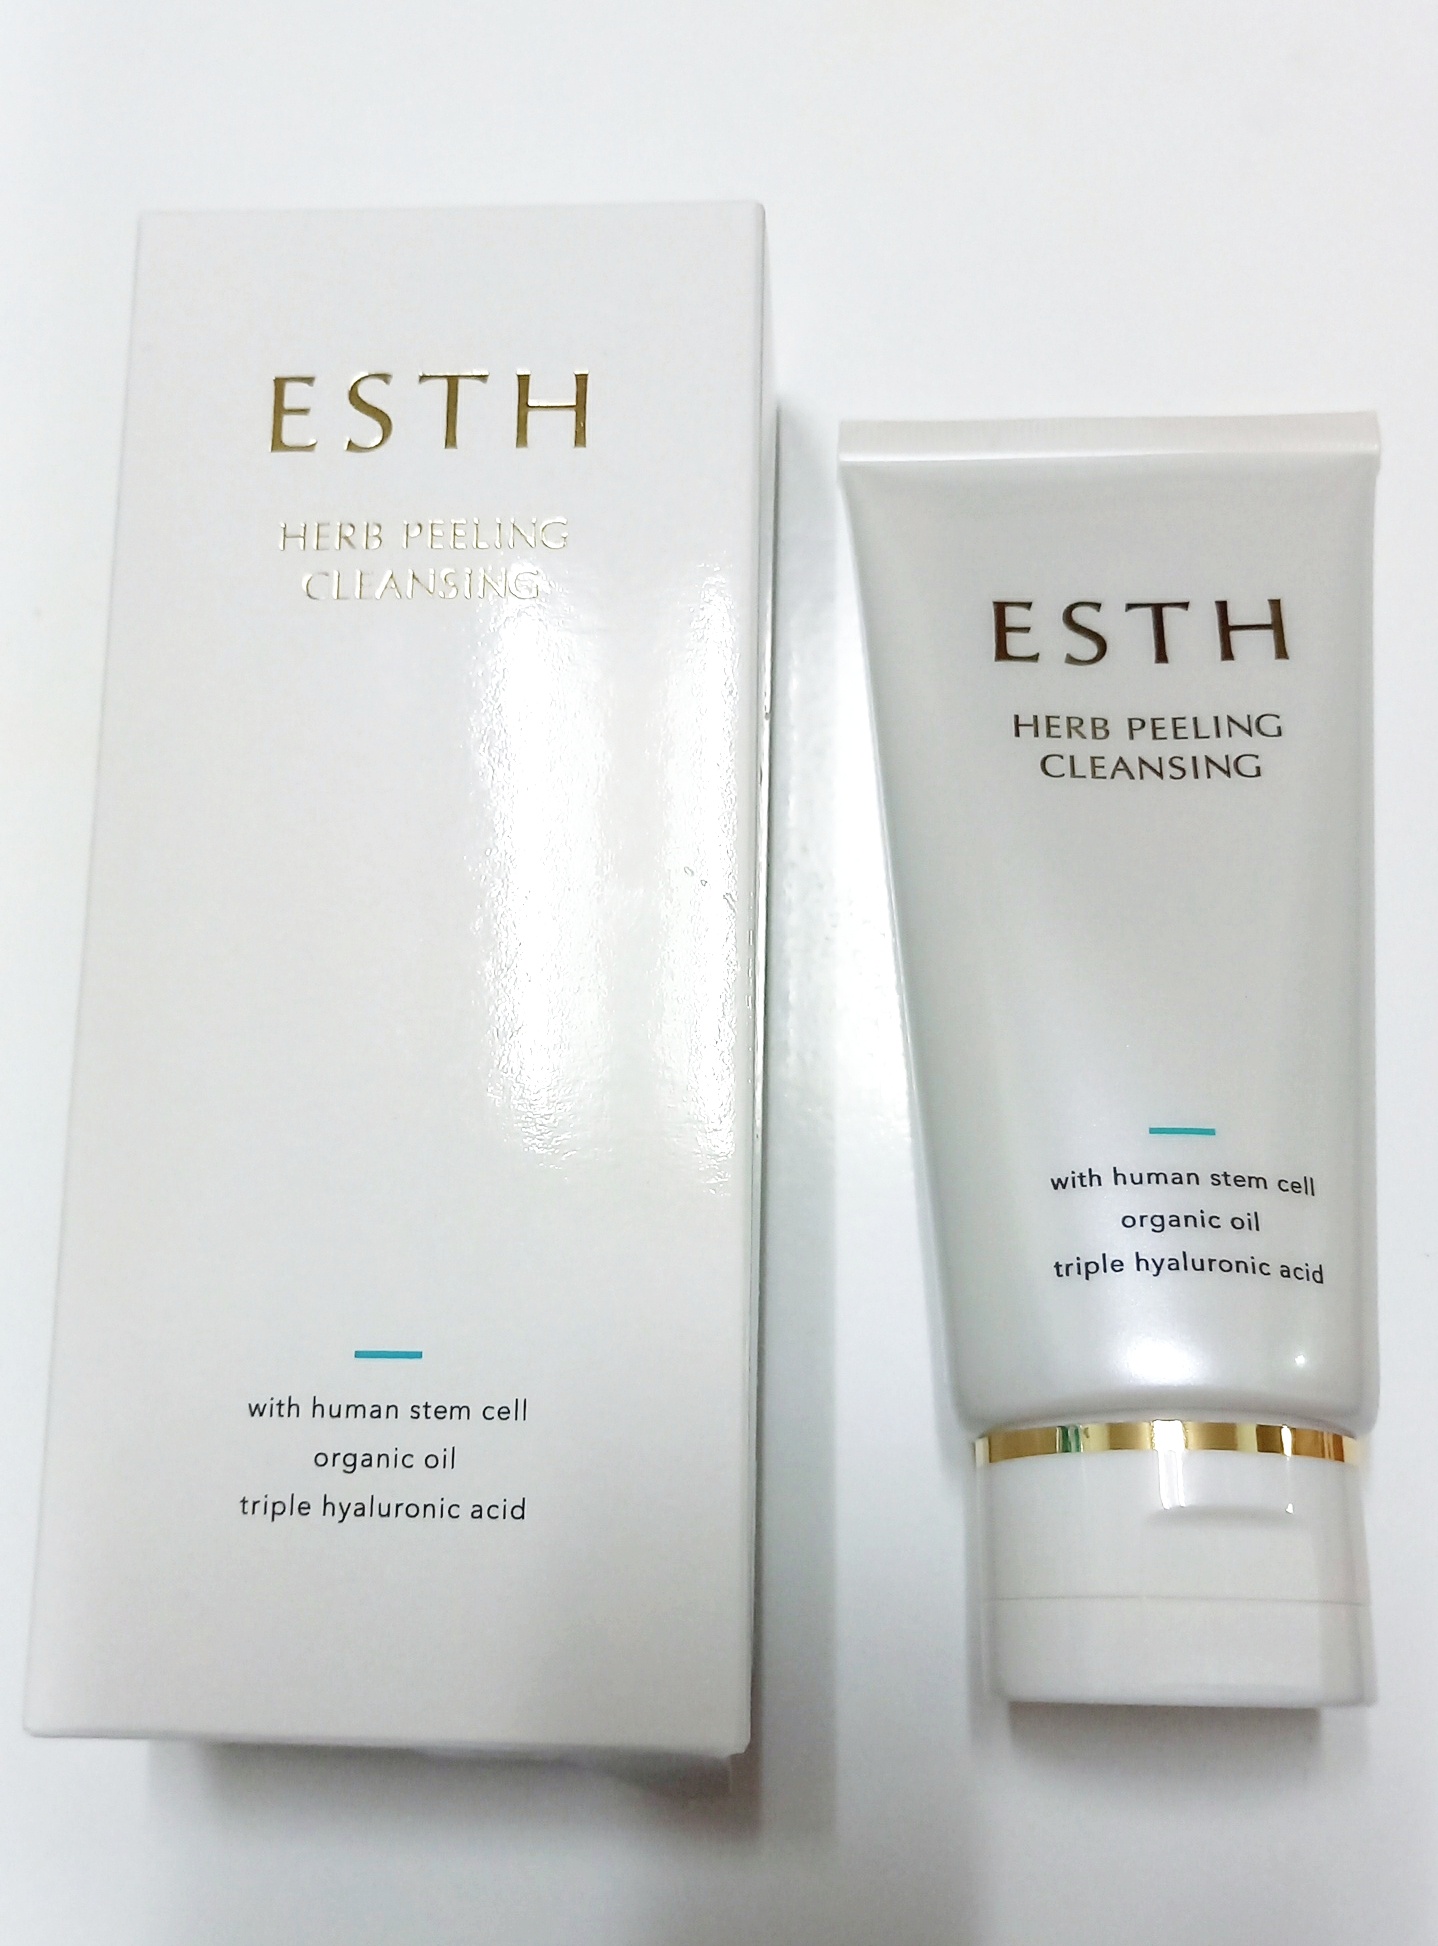 ESTH
HERB PEELING
CLEANSING
with human stem cell
organic oil
triple hyaluronic acid
ESTH
HERB PEELING
CLEANSING
with human stem cell
organic oil
triple hyaluronic acid